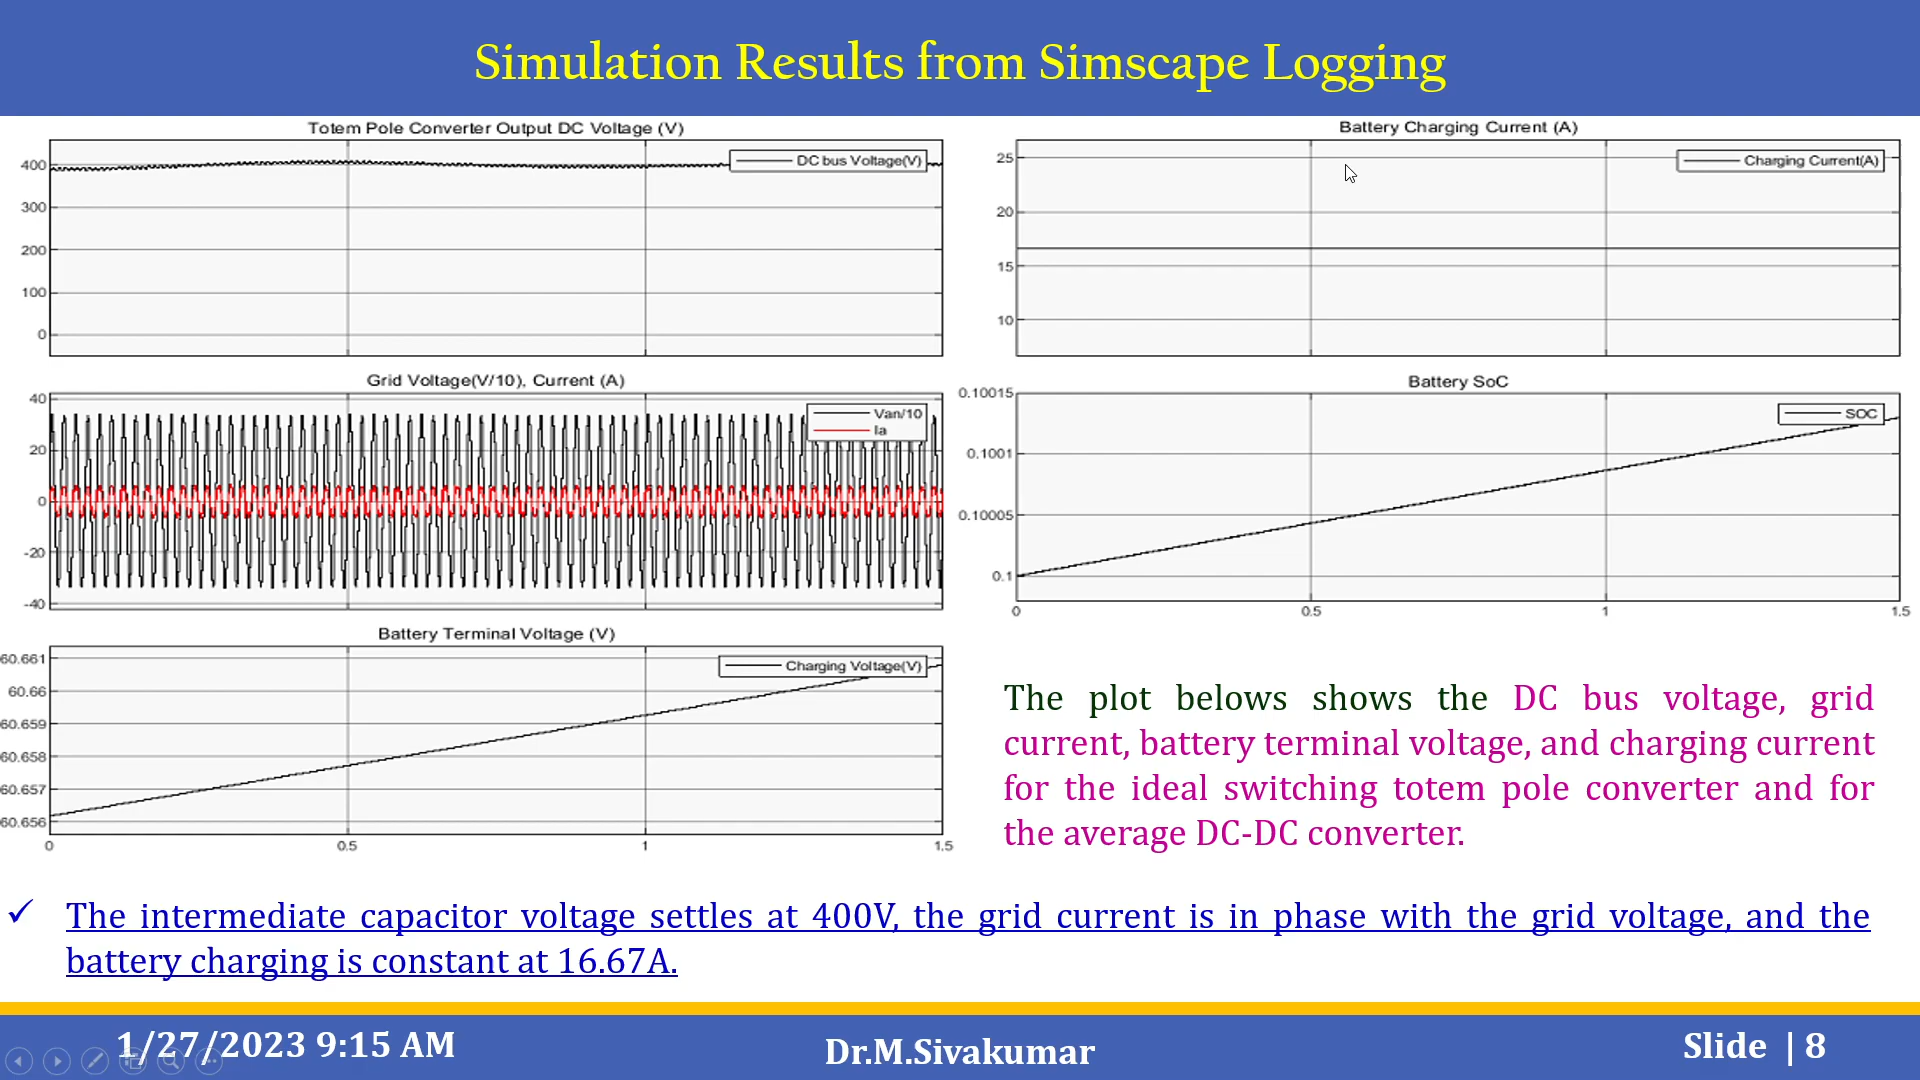 Simulation Results from Simscape Logging
Totem Pole Converter Output DC Voltage (V)
400
300
200
100
0
DC bus Voltage(V)
Grid Voltage(V/10), Current (A)
40
20
0
-20
-40
Van/10
Ia
Battery Terminal Voltage (V)
60.661
60.66
60.659
60.658
60.657
60.656
Charging Voltage(V)
0 0.5 1 1.5
Battery Charging Current (A)
25
20
15
10
Charging Current(A)
Battery SoC
0.10015
0.1001
0.10005
0.1
SOC
0 0.5 1 1.5
The plot belows shows the DC bus voltage, grid
current, battery terminal voltage, and charging current
for the ideal switching totem pole converter and for
the average DC-DC converter.
✓ The intermediate capacitor voltage settles at 400V, the grid current is in phase with the grid voltage, and the
battery charging is constant at 16.67A.
1/27/2023 9:15 AM
Dr.M.Sivakumar
Slide | 8